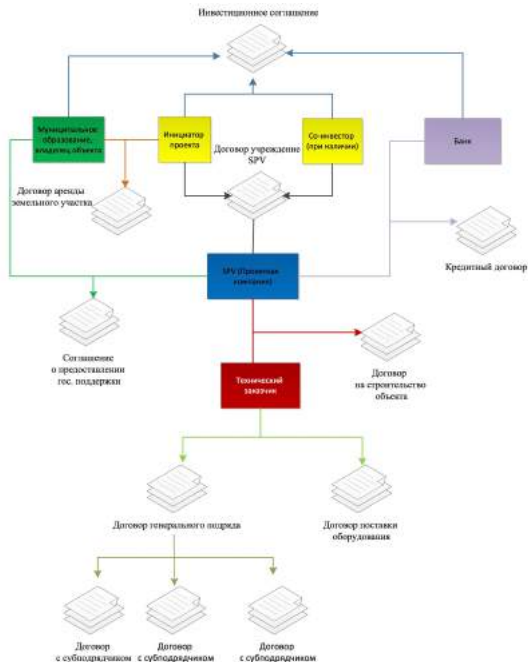 Инвестиционное соглашение
Муниципальное
образование,
владелец объекта
Инициатор
проекта
Со-инвестор
(при наличии)
Банк
Договор учреждение
SPV
Договор аренды
земельного участка
SPV (Проектная
компания)
Кредитный договор
Соглашение
о предоставлении
гос. поддержки
Договор
на строительство
объекта
Технический
заказчик
Договор генерального подряда
Договор поставки
оборудования
Договор
с субподрядчиком
Договор
с субподрядчиком
Договор
с субподрядчиком